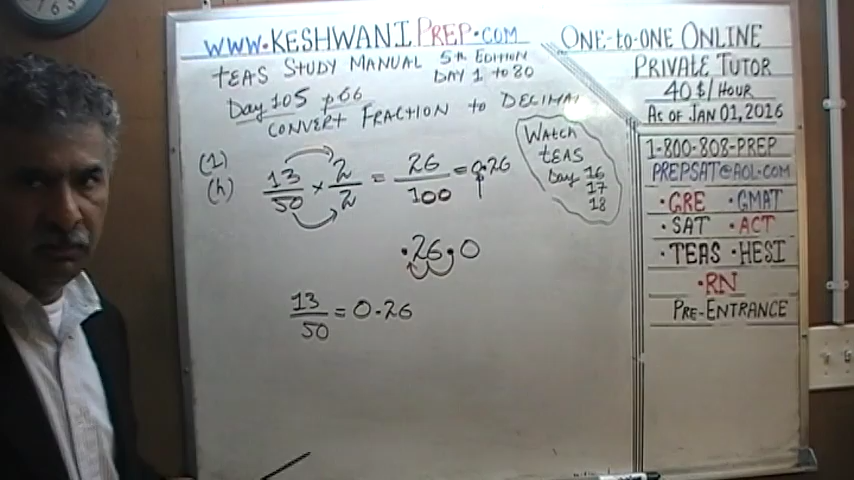 WWW.KESHWANIPREP.COM
TEAS STUDY MANUAL 5TH EDITION
DAY 1 TO 80
Day 105 p66
CONVERT FRACTION to DECIMAL
(1)
(h) 13/50 × 2/2 = 26/100 = 0.26
.26.0
13/50 = 0.26
WATCH
TEAS
Day 16
17
18
ONE-to-ONE ONLINE
PRIVATE TUTOR
40$/HOUR
AS OF JAN 01,2016
1-800-808-PREP
PREPSAT@AOL.COM
•GRE •GMAT
•SAT •ACT
•TEAS •HESI
•RN
PRE-ENTRANCE